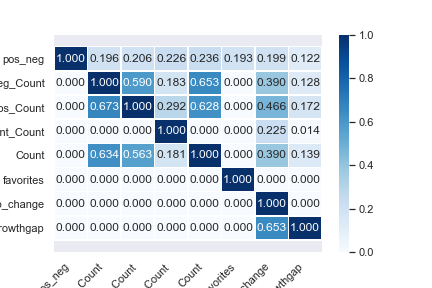 pos_neg 1.000 0.196 0.206 0.226 0.236 0.193 0.199 0.122
eg_Count 0.000 1.000 0.590 0.183 0.653 0.000 0.390 0.128
os_Count 0.000 0.673 1.000 0.292 0.628 0.000 0.466 0.172
nt_Count 0.000 0.000 0.000 1.000 0.000 0.000 0.225 0.014
Count 0.000 0.634 0.563 0.181 1.000 0.000 0.390 0.139
favorites 0.000 0.000 0.000 0.000 0.000 1.000 0.000 0.000
o_change 0.000 0.000 0.000 0.000 0.000 0.000 1.000 0.000
rowthgap 0.000 0.000 0.000 0.000 0.000 0.000 0.653 1.000
os_neg Count Count Count Count vorites change vthgap
1.0
0.8
0.6
0.4
0.2
0.0